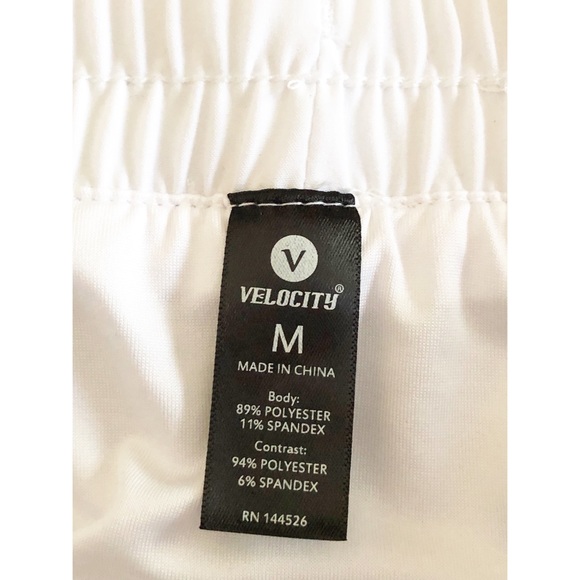 V
VELOCITY®
M
MADE IN CHINA
Body:
89% POLYESTER
11% SPANDEX
Contrast:
94% POLYESTER
6% SPANDEX
RN 144526